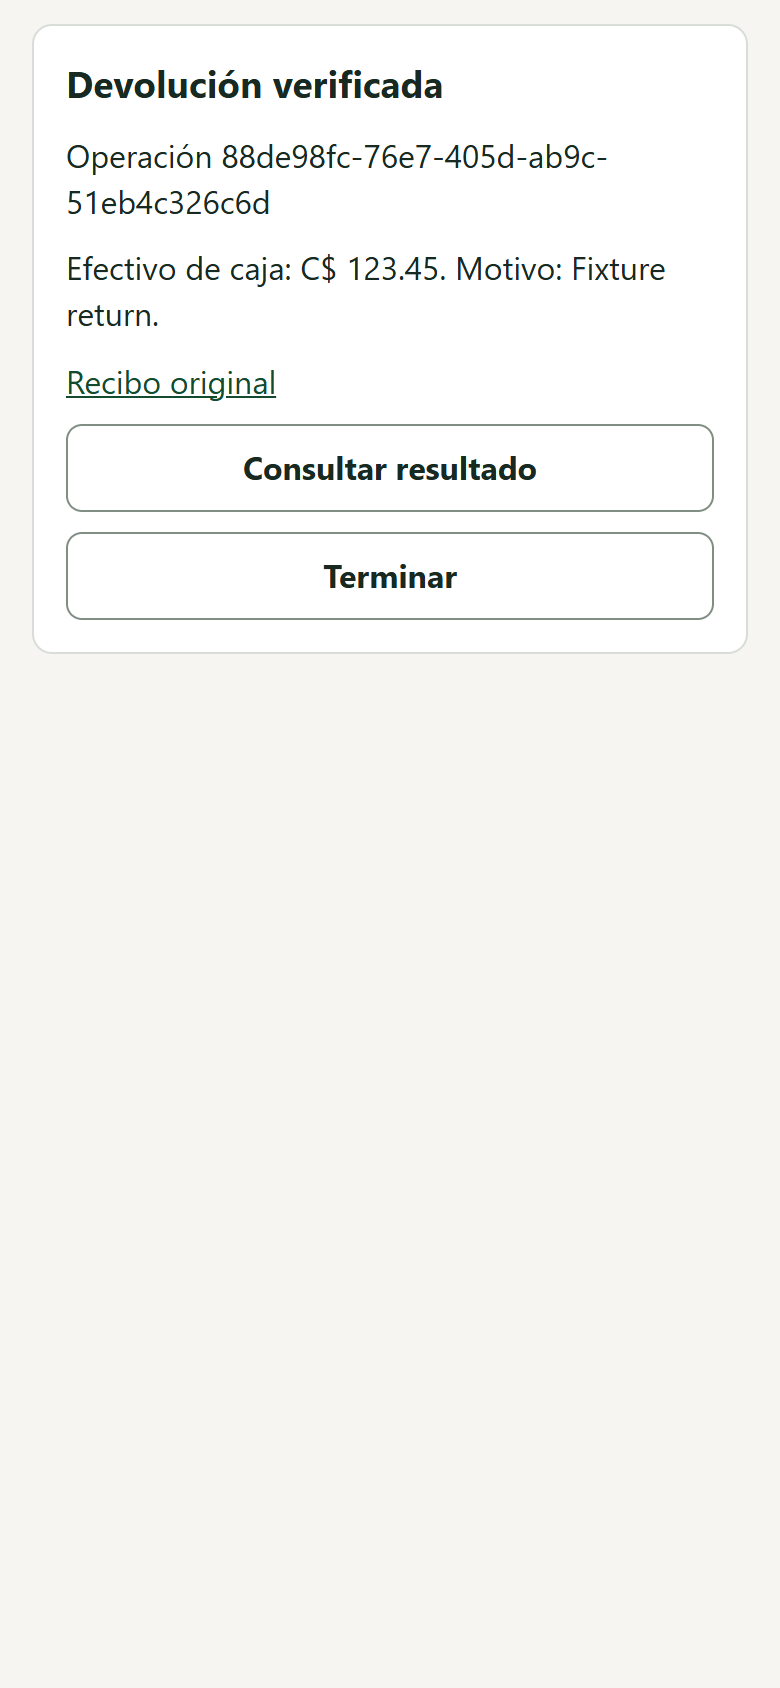 Devolución verificada
Operación 88de98fc-76e7-405d-ab9c-
51eb4c326c6d
Efectivo de caja: C$ 123.45. Motivo: Fixture
return.
Recibo original
Consultar resultado
Terminar